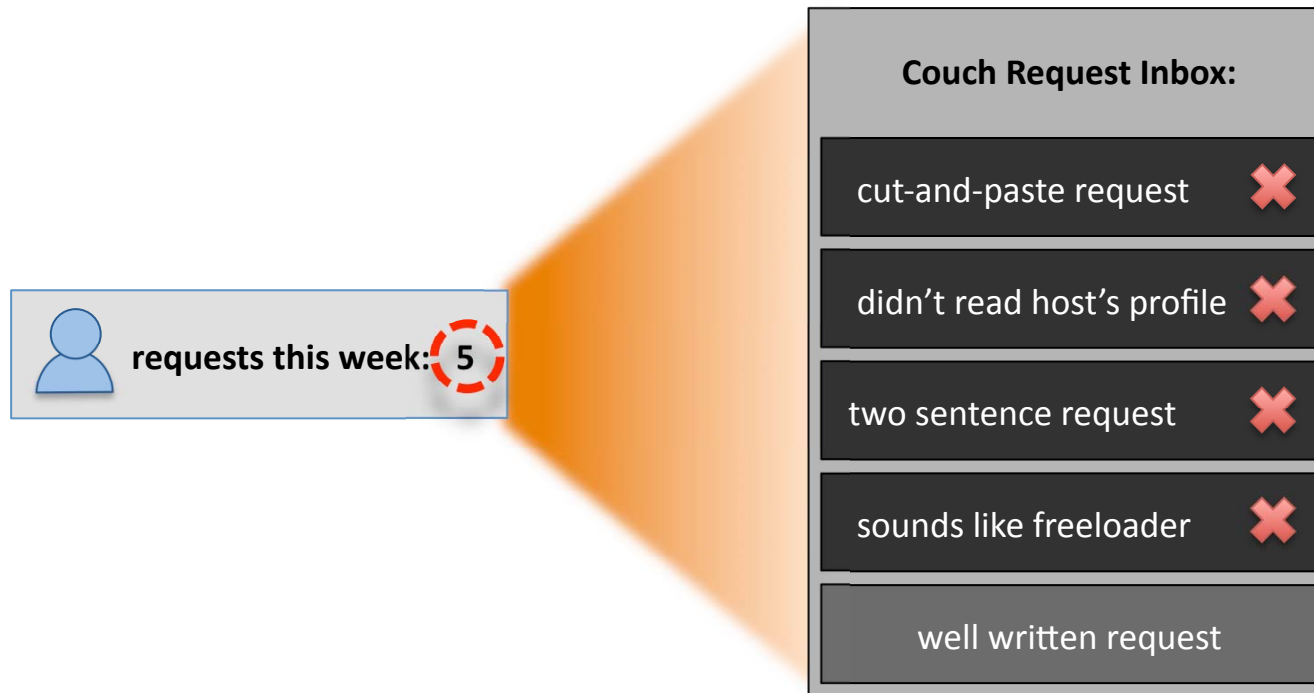 Couch Request Inbox:
cut-and-paste request
didn’t read host’s profile
requests this week: 5
two sentence request
sounds like freeloader
well written request